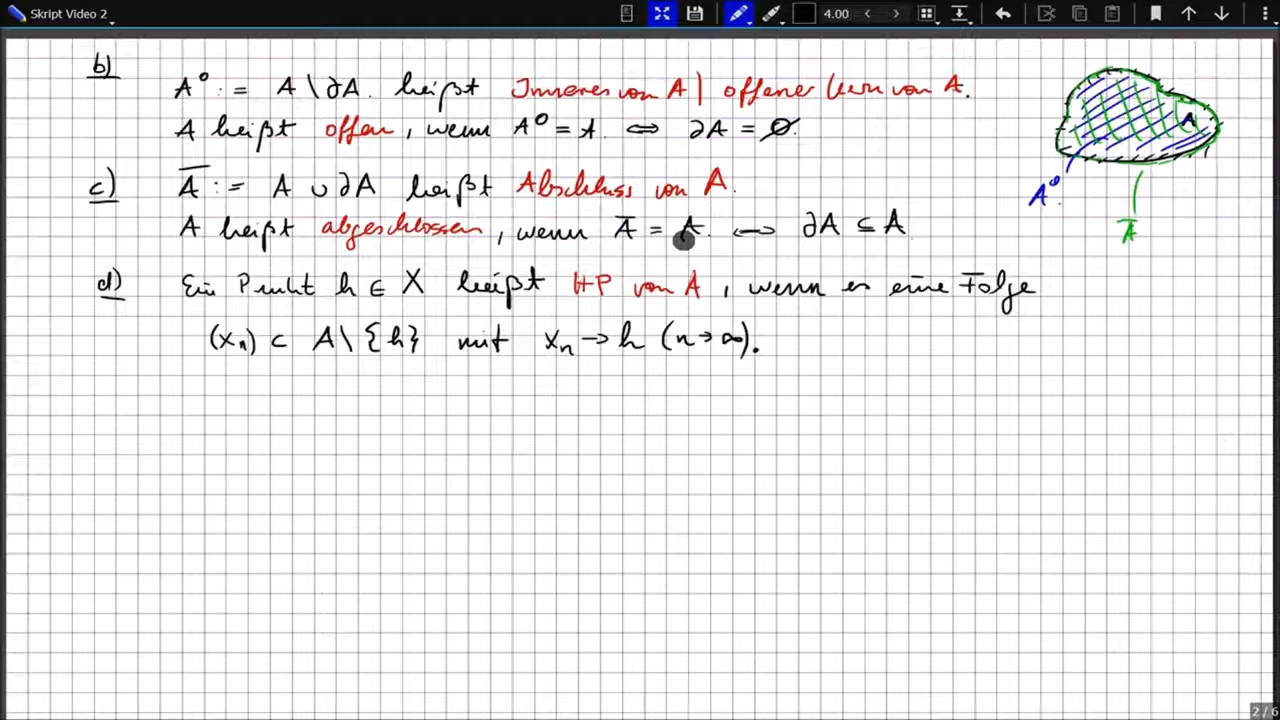 Skript Video 2
4.00
b)
A° := A \ ∂A. heißt Inneres von A | offener Kern von A.
A heißt offen, wenn A° = A. ⇔ ∂A = ∅.
c) Ā := A ∪ ∂A heißt Abschluss von A.
A heißt abgeschlossen, wenn Ā = A. ⇔ ∂A ⊆ A
d) Ein Punkt h ∈ X heißt HP von A, wenn es eine Folge
(xₙ) ⊂ A \ {h} mit xₙ → h (n → ∞).
A
A°.
Ā
2 / 6